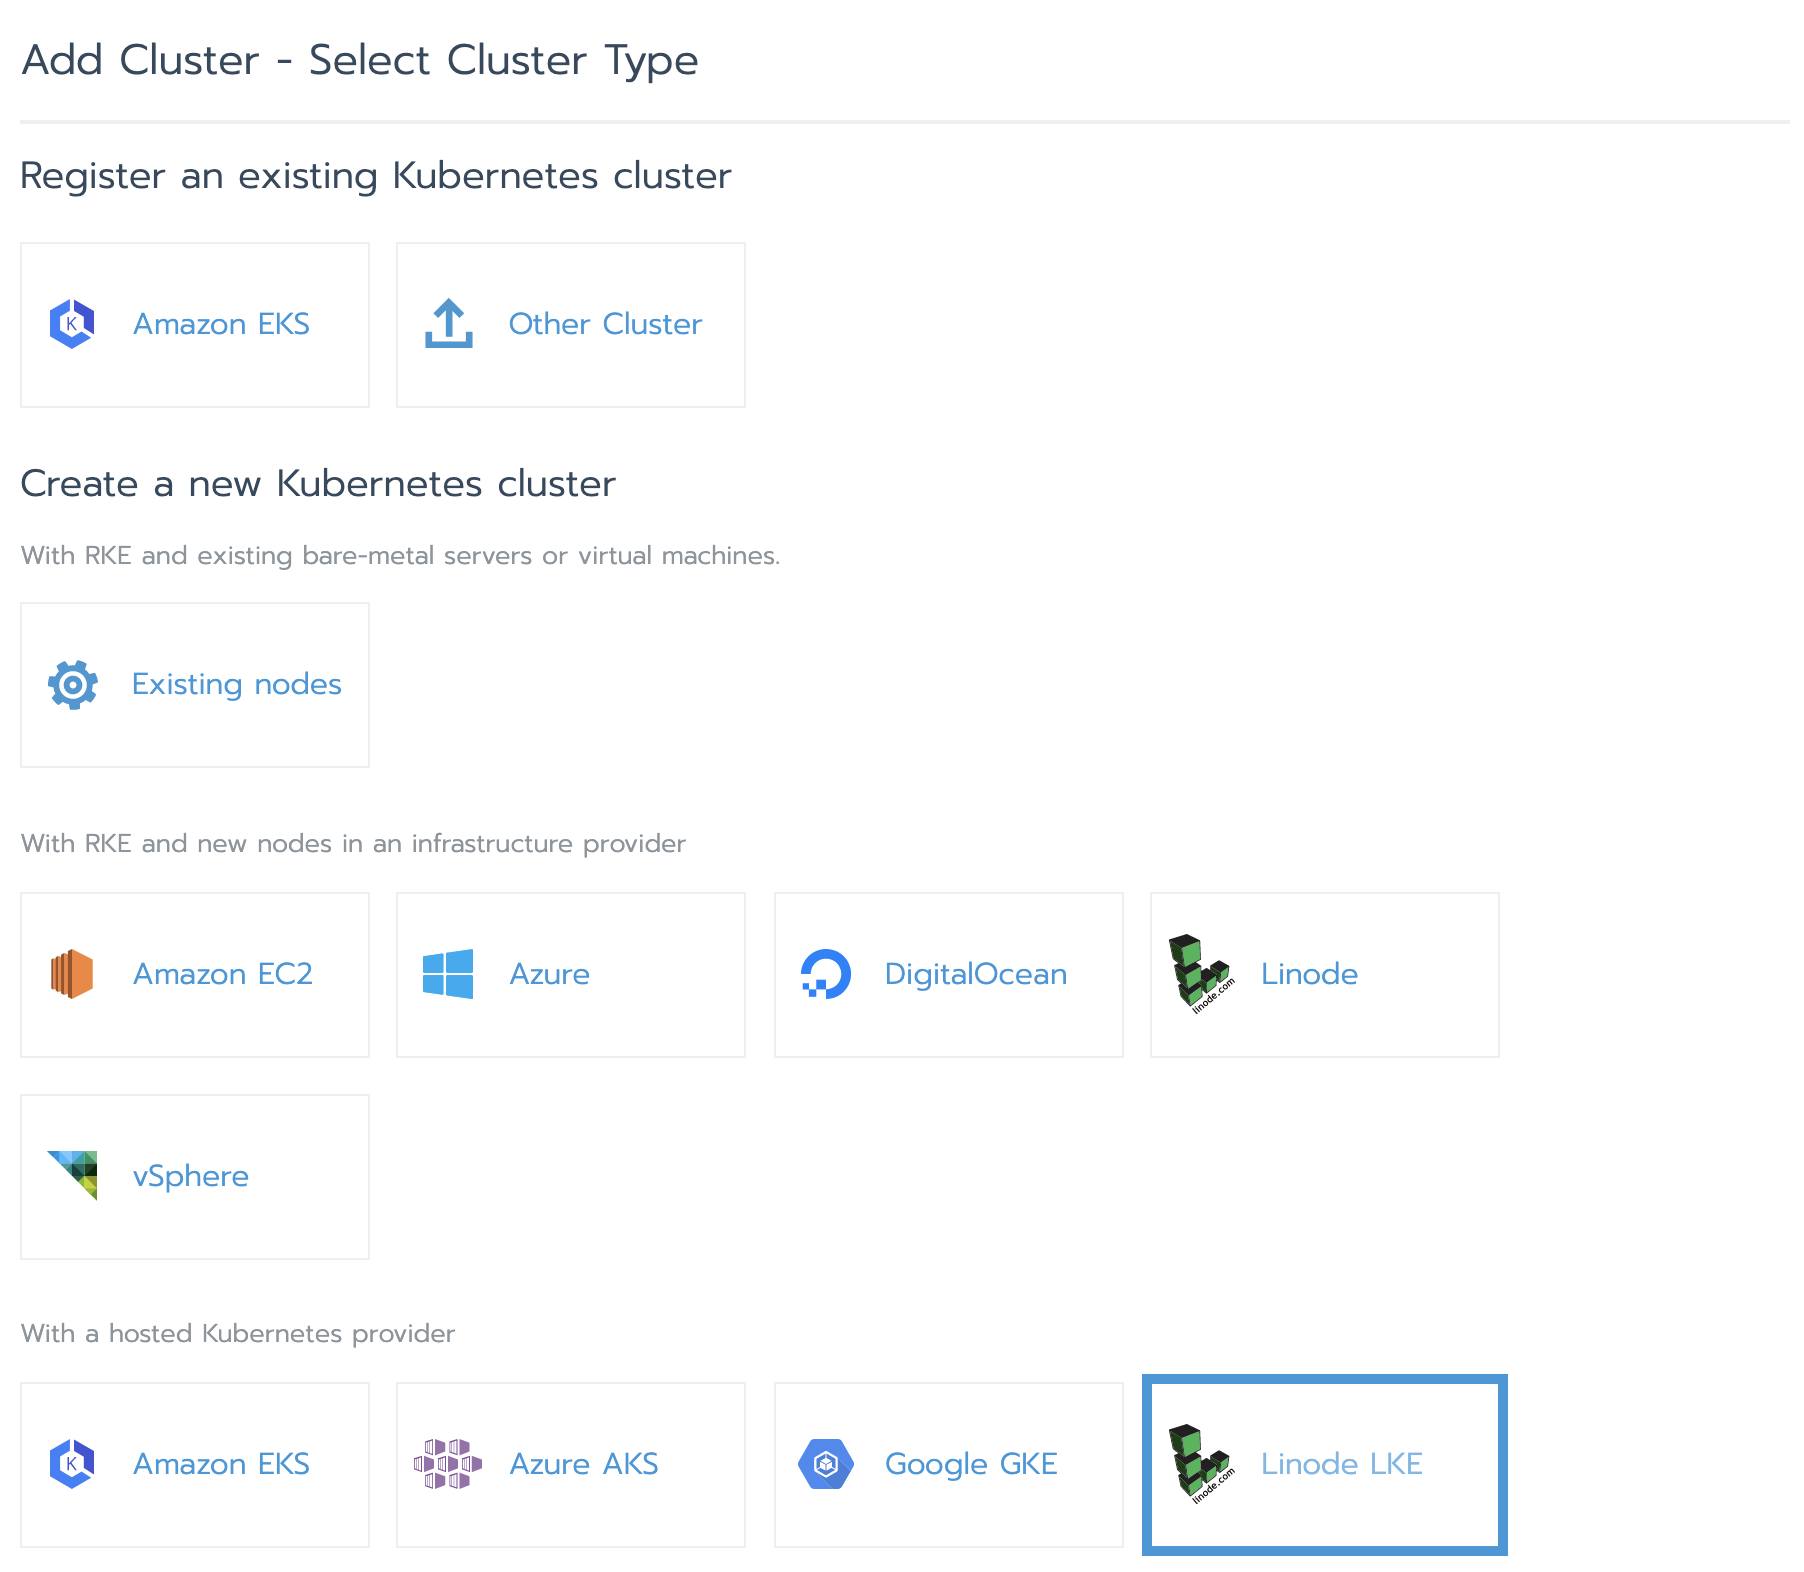 Add Cluster - Select Cluster Type
Register an existing Kubernetes cluster
K Amazon EKS
Other Cluster
Create a new Kubernetes cluster
With RKE and existing bare-metal servers or virtual machines.
Existing nodes
With RKE and new nodes in an infrastructure provider
Amazon EC2
Azure
DigitalOcean
linode.com
Linode
vSphere
With a hosted Kubernetes provider
K Amazon EKS
Azure AKS
Google GKE
linode.com
Linode LKE